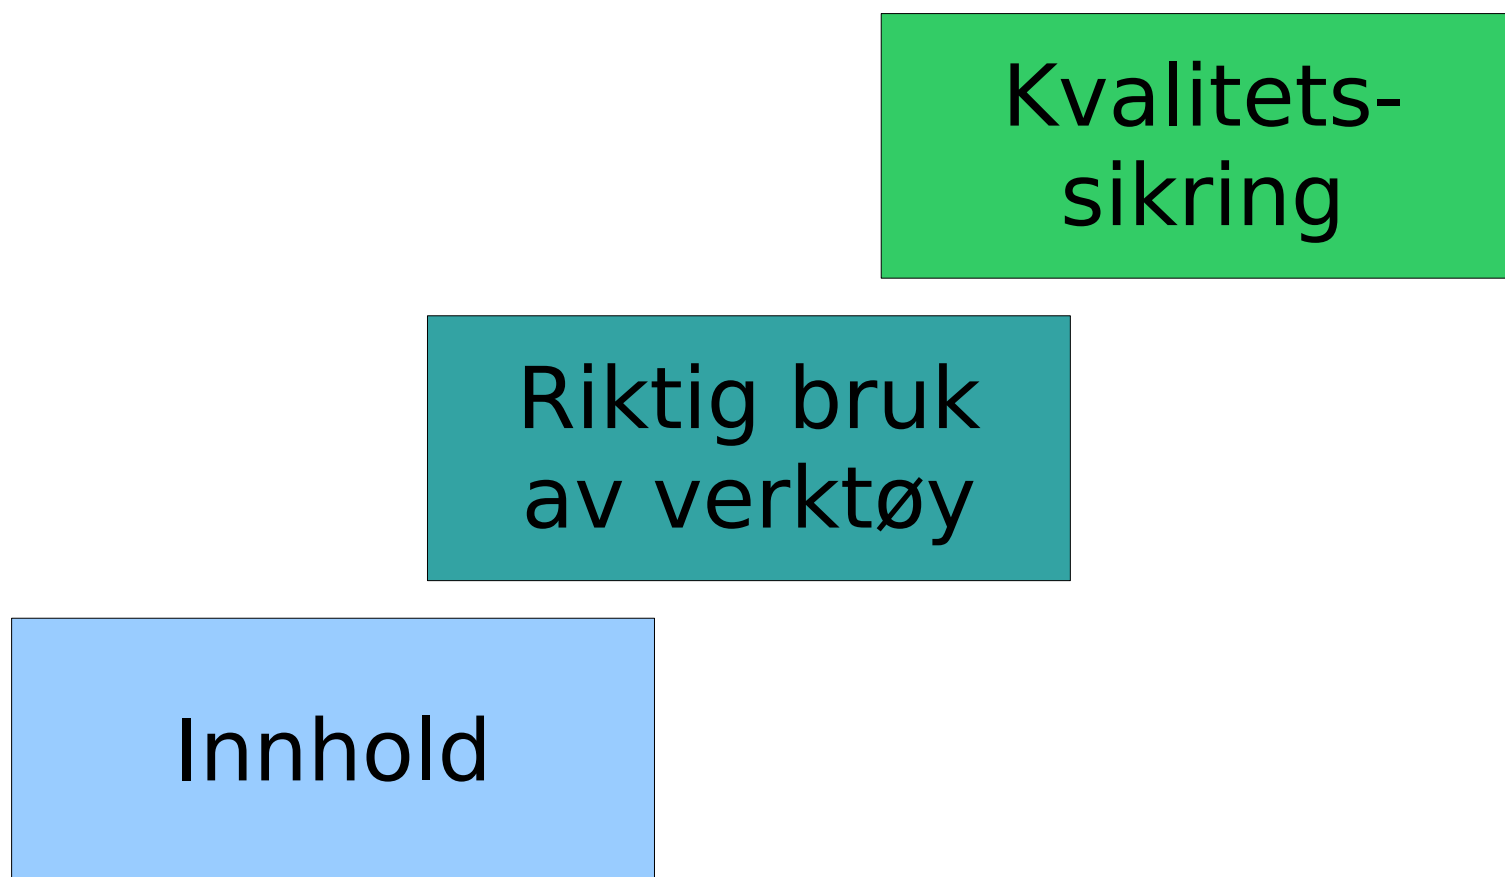 Kvalitets-
sikring
Riktig bruk
av verktøy
Innhold